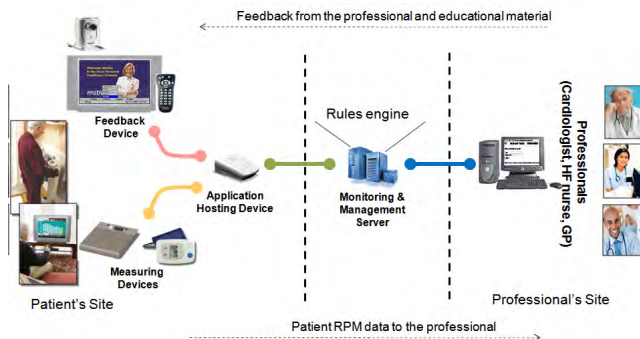 Feedback from the professional and educational material
Feedback
Device
Rules engine
Application
Hosting Device
Monitoring &
Management
Server
Professionals
(Cardiologist, HF nurse, GP)
Measuring
Devices
Patient's Site
Professional's Site
Patient RPM data to the professional